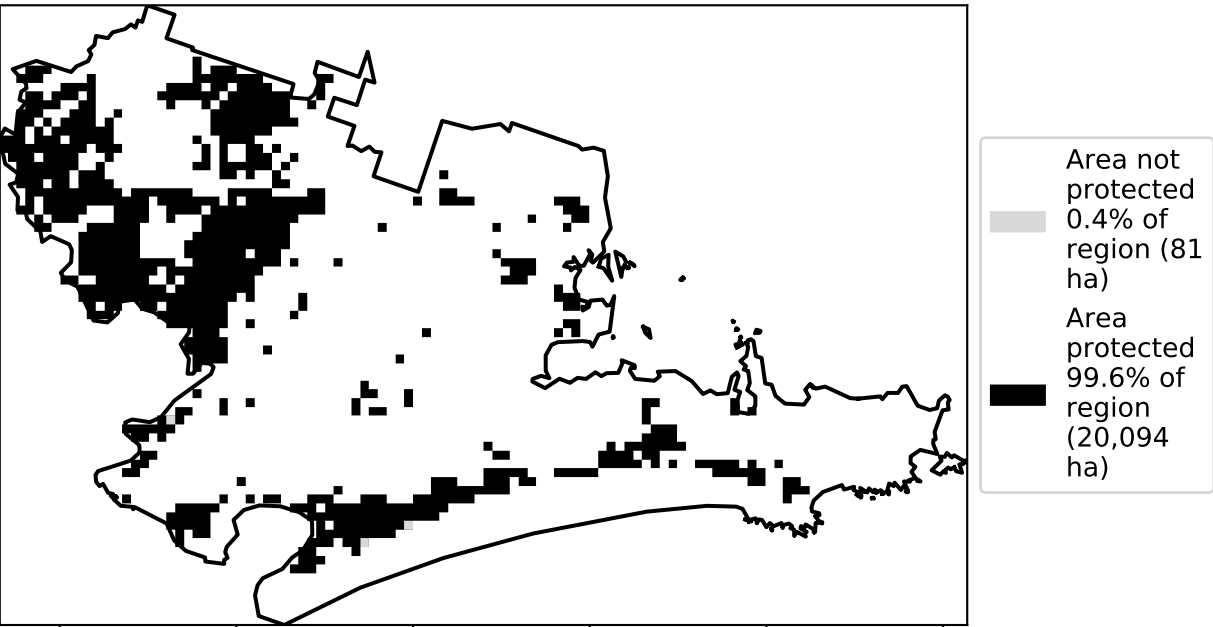 Area not
protected
0.4% of
region (81
ha)
Area
protected
99.6% of
region
(20,094
ha)